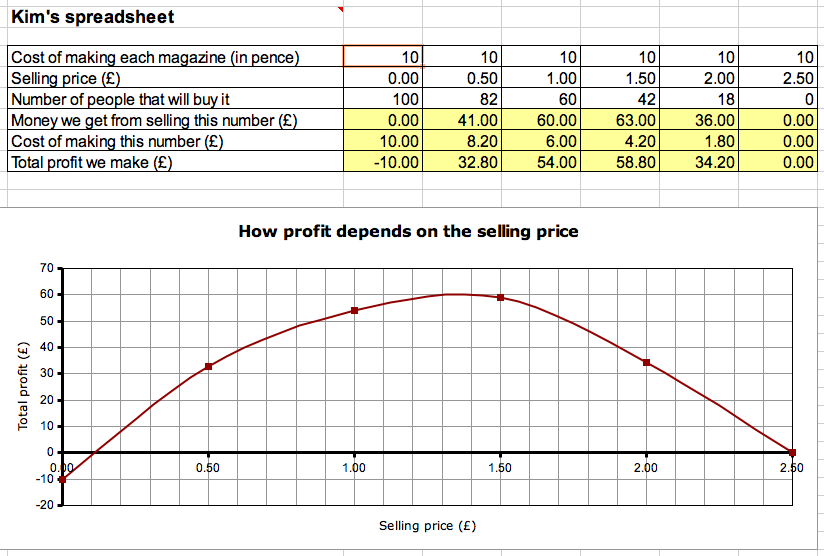 Kim's spreadsheet
Cost of making each magazine (in pence) 10 10 10 10 10 10
Selling price (£) 0.00 0.50 1.00 1.50 2.00 2.50
Number of people that will buy it 100 82 60 42 18 0
Money we get from selling this number (£) 0.00 41.00 60.00 63.00 36.00 0.00
Cost of making this number (£) 10.00 8.20 6.00 4.20 1.80 0.00
Total profit we make (£) -10.00 32.80 54.00 58.80 34.20 0.00
How profit depends on the selling price
Total profit (£)
70
60
50
40
30
20
10
0
-10
-20
0.00 0.50 1.00 1.50 2.00 2.50
Selling price (£)